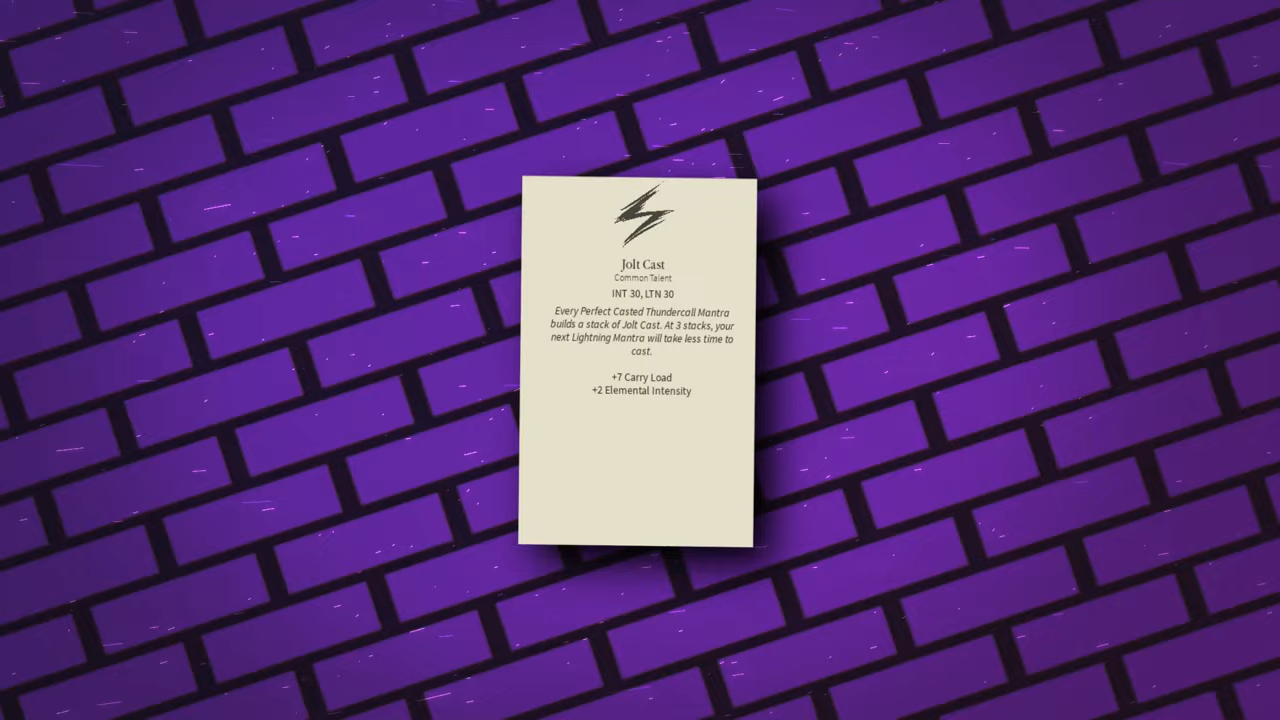 Jolt Cast
Common Talent
INT 30, LTN 30
Every Perfect Casted Thundercall Mantra
builds a stack of Jolt Cast. At 3 stacks, your
next Lightning Mantra will take less time to
cast.
+7 Carry Load
+2 Elemental Intensity